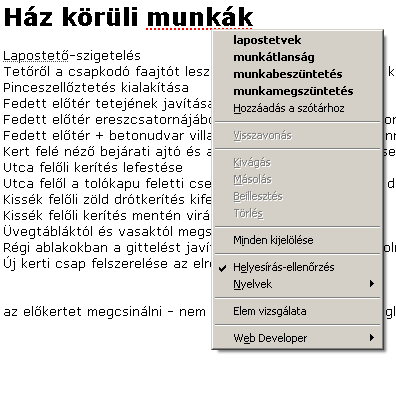 Ház körüli munkák
Lapostető-szigetelés
Tetőről a csapkodó faajtót lesz
Pinceszellőztetés kialakítása
Fedett előtér tetejének javítása
Fedett előtér ereszcsatornájába
Fedett előtér + betonudvar villa
Kert felé néző bejárati ajtó és a
Utca felőli kerítés lefestése
Utca felől a tolókapu feletti cse
Kissék felőli zöld drótkerítés kife
Kissék felőli kerítés mentén virá
Üvegtábláktól és vasaktól megs
Régi ablakokban a gittelést javít
Új kerti csap felszerelése az elr
az előkertet megcsinálni - nem
lapostetvek
munkátlanság
munkabeszüntetés
munkamegszüntetés
Hozzáadás a szótárhoz
Visszavonás
Kivágás
Másolás
Beillesztés
Törlés
Minden kijelölése
Helyesírás-ellenőrzés
Nyelvek
Elem vizsgálata
Web Developer